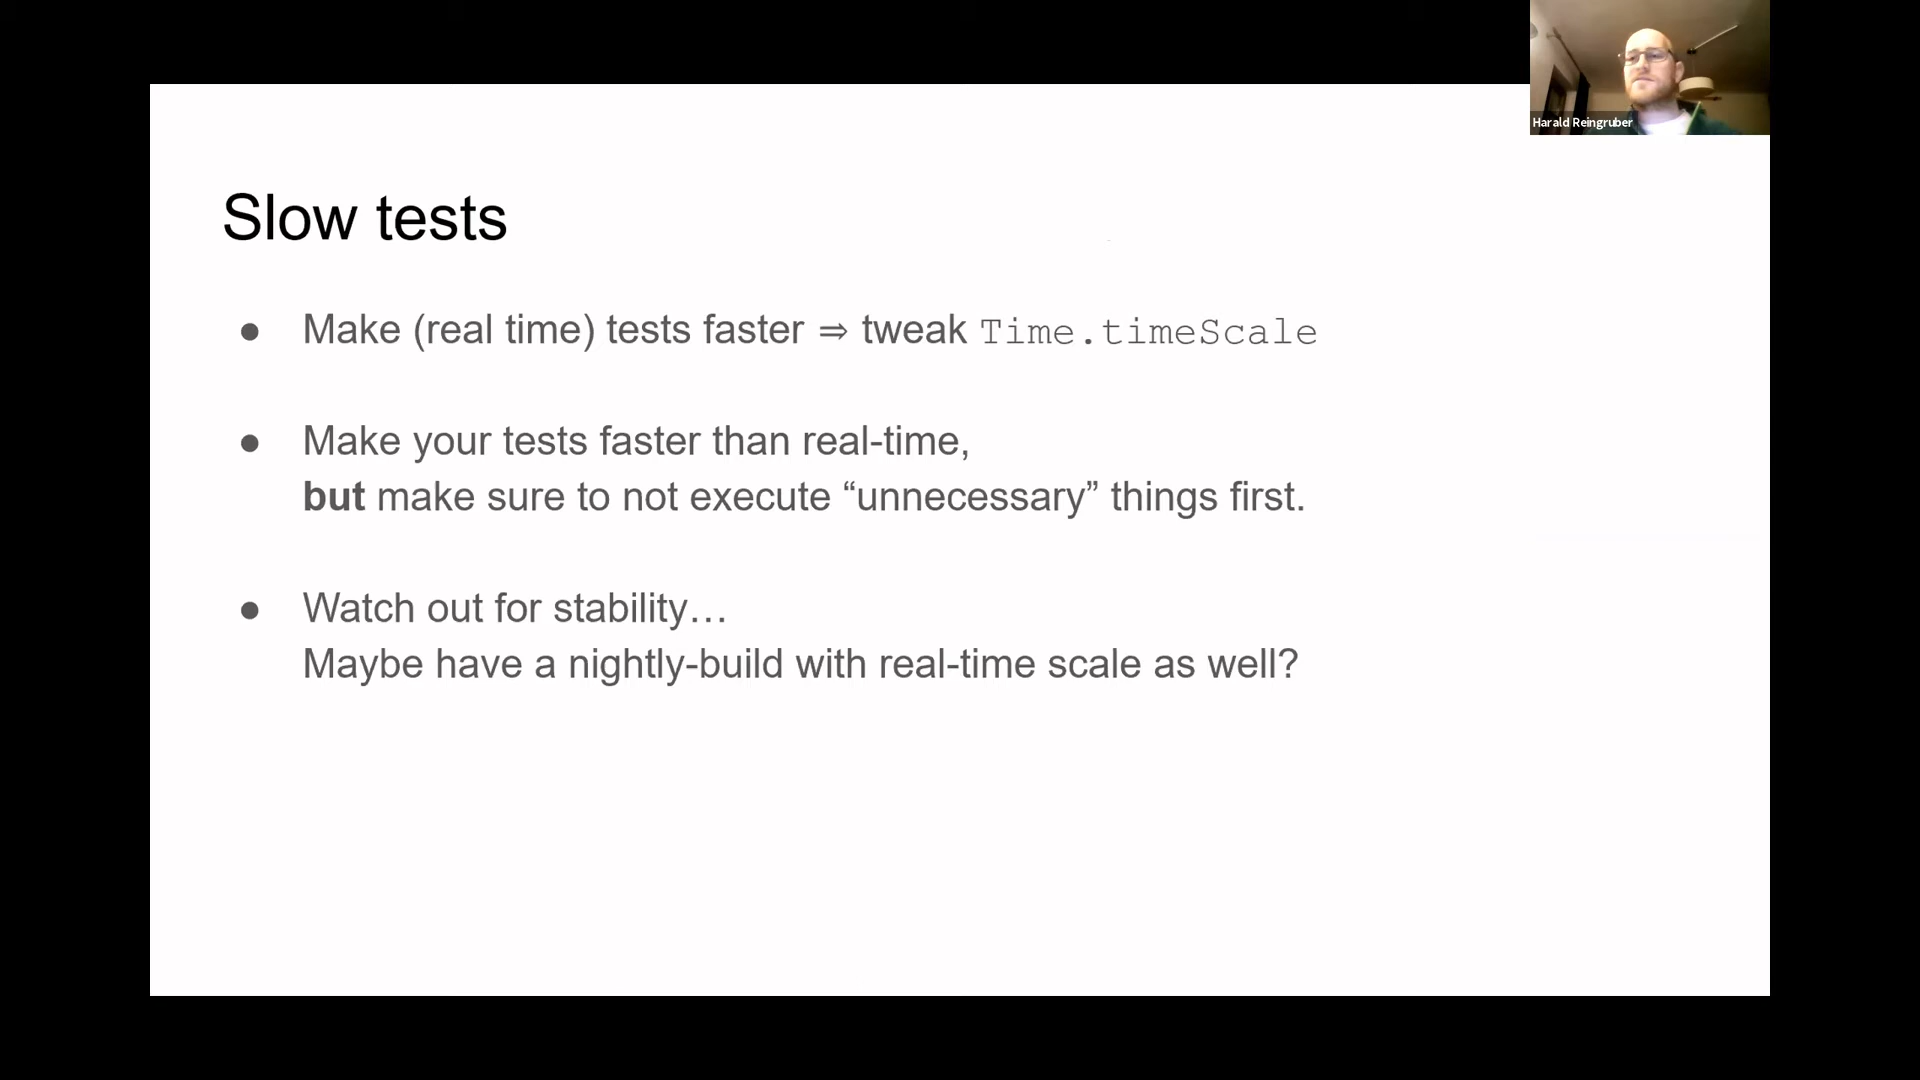 Harald Reingruber
Slow tests
● Make (real time) tests faster ⇒ tweak Time.timeScale
● Make your tests faster than real-time,
but make sure to not execute “unnecessary” things first.
● Watch out for stability…
Maybe have a nightly-build with real-time scale as well?